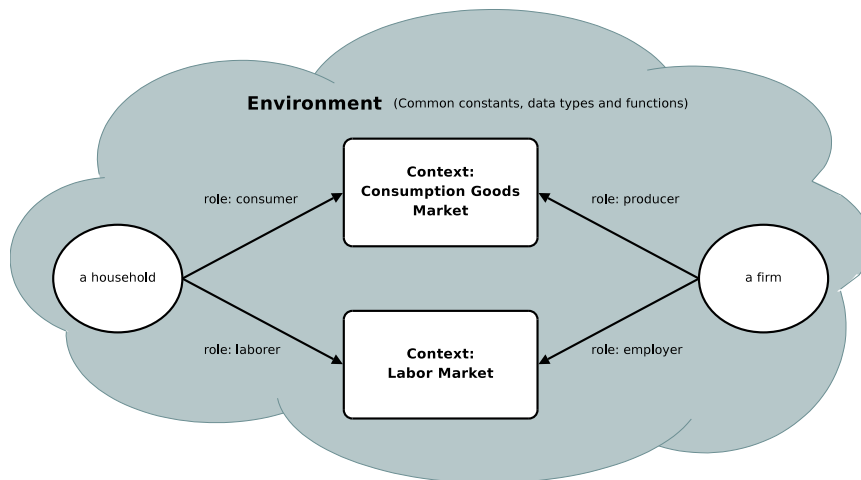 Environment (Common constants, data types and functions)
Context:
Consumption Goods
Market
role: consumer
role: producer
a household
a firm
role: laborer
role: employer
Context:
Labor Market